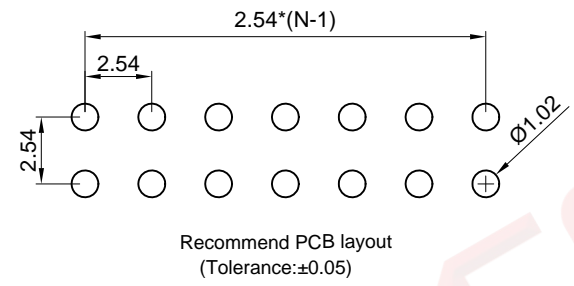 2.54*(N-1)
2.54
2.54
Ø1.02
Recommend PCB layout
(Tolerance:±0.05)